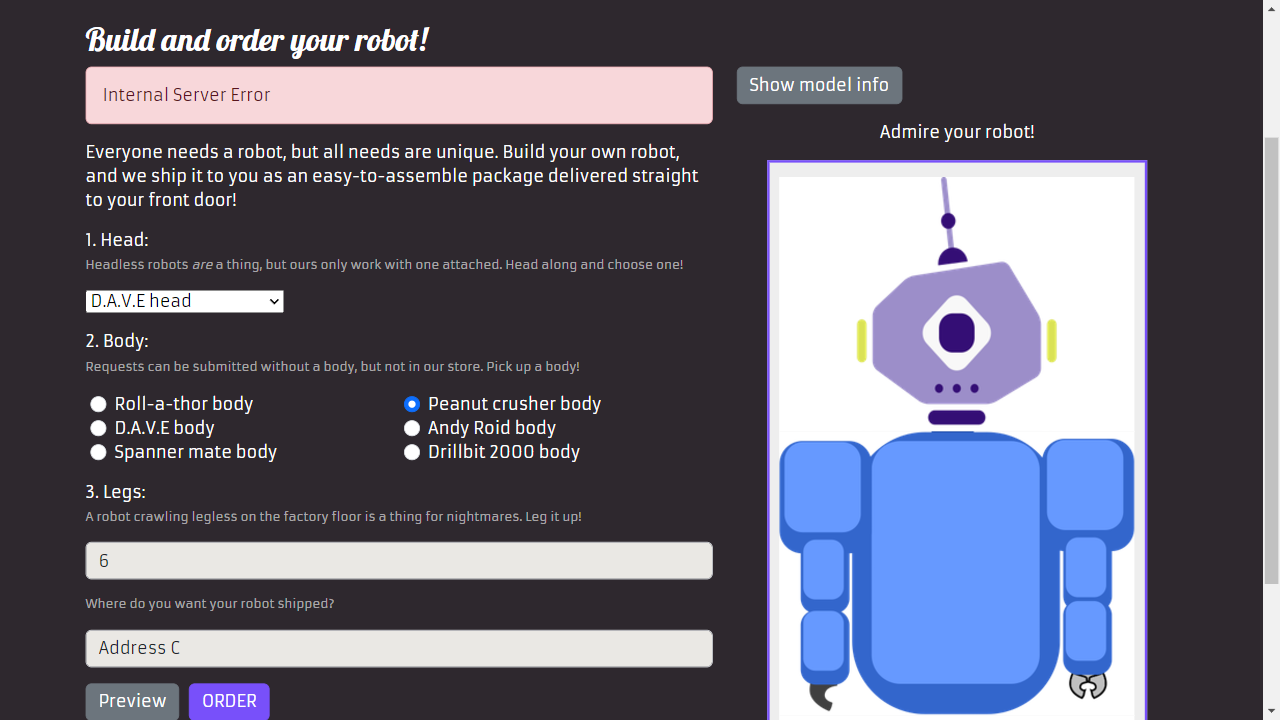 Build and order your robot!
Internal Server Error
Everyone needs a robot, but all needs are unique. Build your own robot,
and we ship it to you as an easy-to-assemble package delivered straight
to your front door!
1. Head:
Headless robots are a thing, but ours only work with one attached. Head along and choose one!
D.A.V.E head
2. Body:
Requests can be submitted without a body, but not in our store. Pick up a body!
Roll-a-thor body
Peanut crusher body
D.A.V.E body
Andy Roid body
Spanner mate body
Drillbit 2000 body
3. Legs:
A robot crawling legless on the factory floor is a thing for nightmares. Leg it up!
6
Where do you want your robot shipped?
Address C
Preview
ORDER
Show model info
Admire your robot!